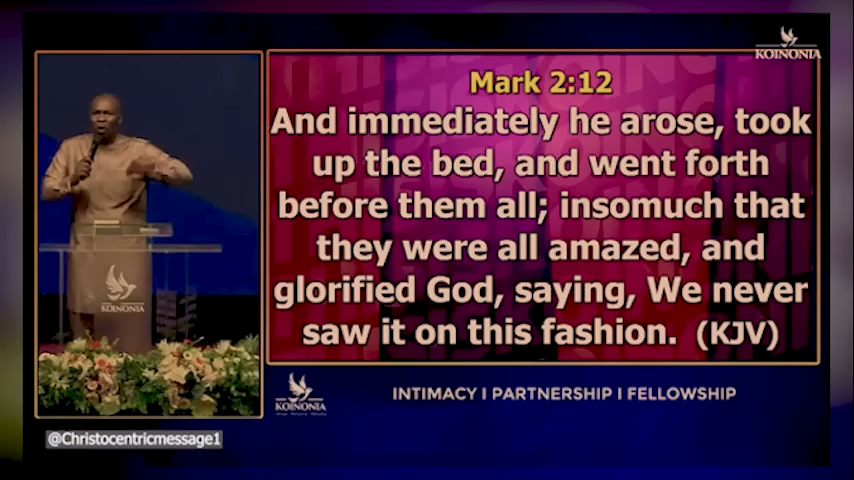 KOINONIA
Mark 2:12
And immediately he arose, took
up the bed, and went forth
before them all; insomuch that
they were all amazed, and
glorified God, saying, We never
saw it on this fashion. (KJV)
KOINONIA
KOINONIA
INTIMACY I PARTNERSHIP I FELLOWSHIP
@Christocentricmessage1